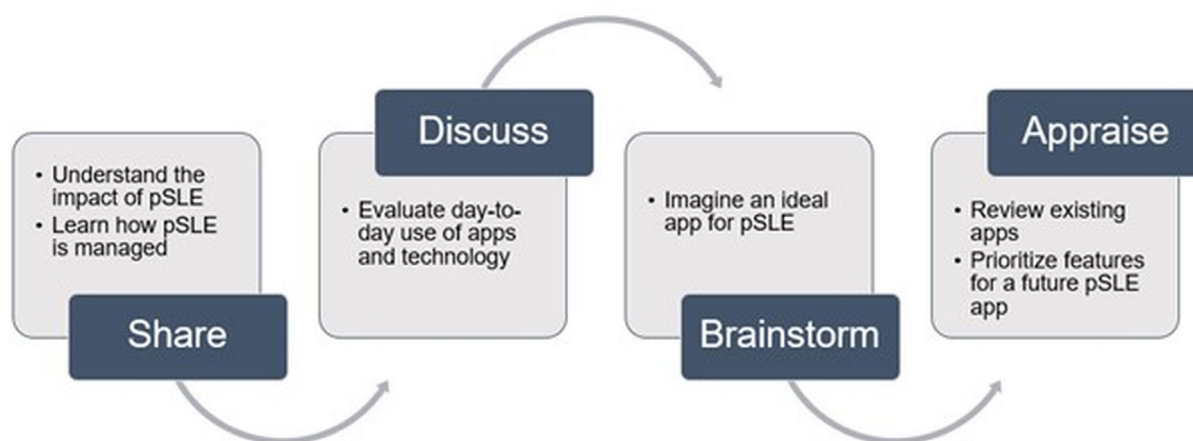 • Understand the
impact of pSLE
• Learn how pSLE
is managed
Share
Discuss
• Evaluate day-to-
day use of apps
and technology
• Imagine an ideal
app for pSLE
Brainstorm
Appraise
• Review existing
apps
• Prioritize features
for a future pSLE
app